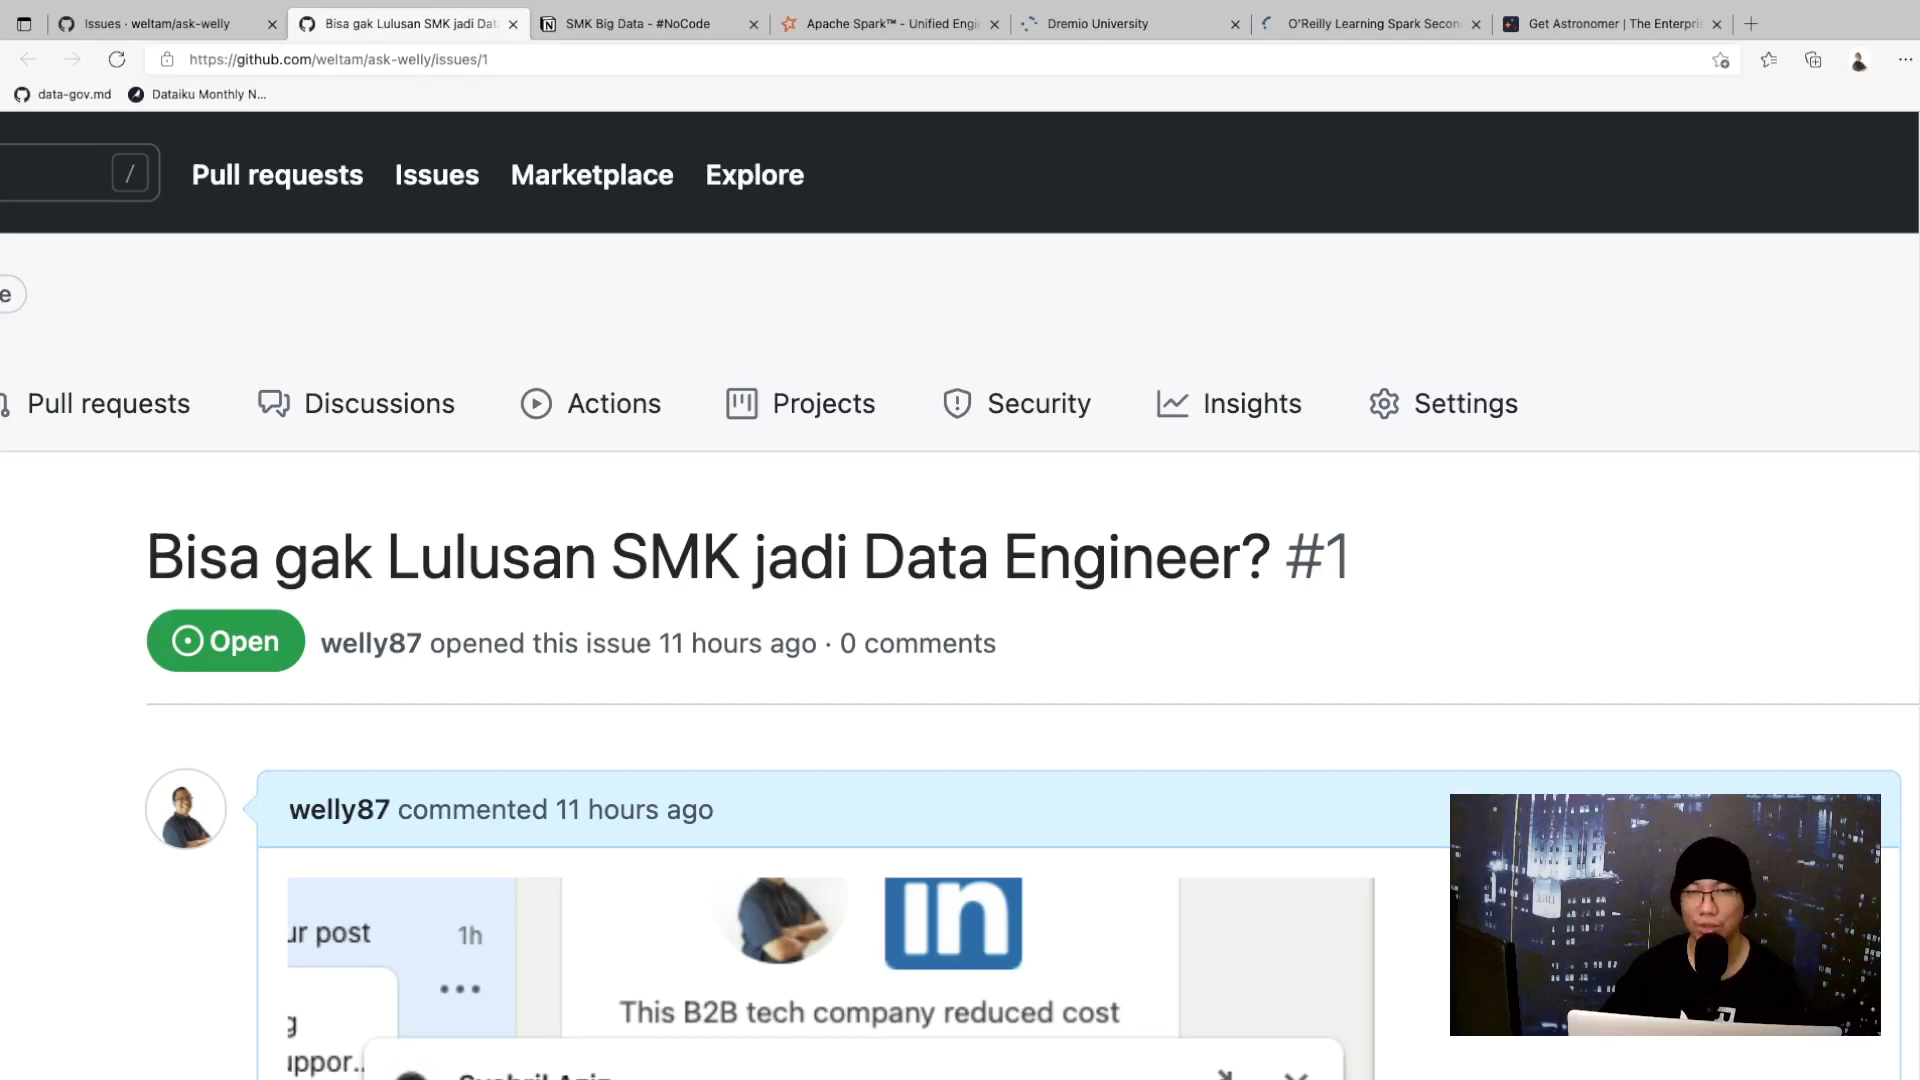 Issues · weltam/ask-welly
Bisa gak Lulusan SMK jadi Dat
SMK Big Data - #NoCode
Apache Spark™ - Unified Engi
Dremio University
O'Reilly Learning Spark Secon
Get Astronomer | The Enterpri
https://github.com/weltam/ask-welly/issues/1
data-gov.md
Dataiku Monthly N...
/
Pull requests
Issues
Marketplace
Explore
e
Pull requests
Discussions
Actions
Projects
Security
Insights
Settings
Bisa gak Lulusan SMK jadi Data Engineer? #1
Open
welly87 opened this issue 11 hours ago · 0 comments
welly87 commented 11 hours ago
ur post
1h
in
This B2B tech company reduced cost
g
uppor..